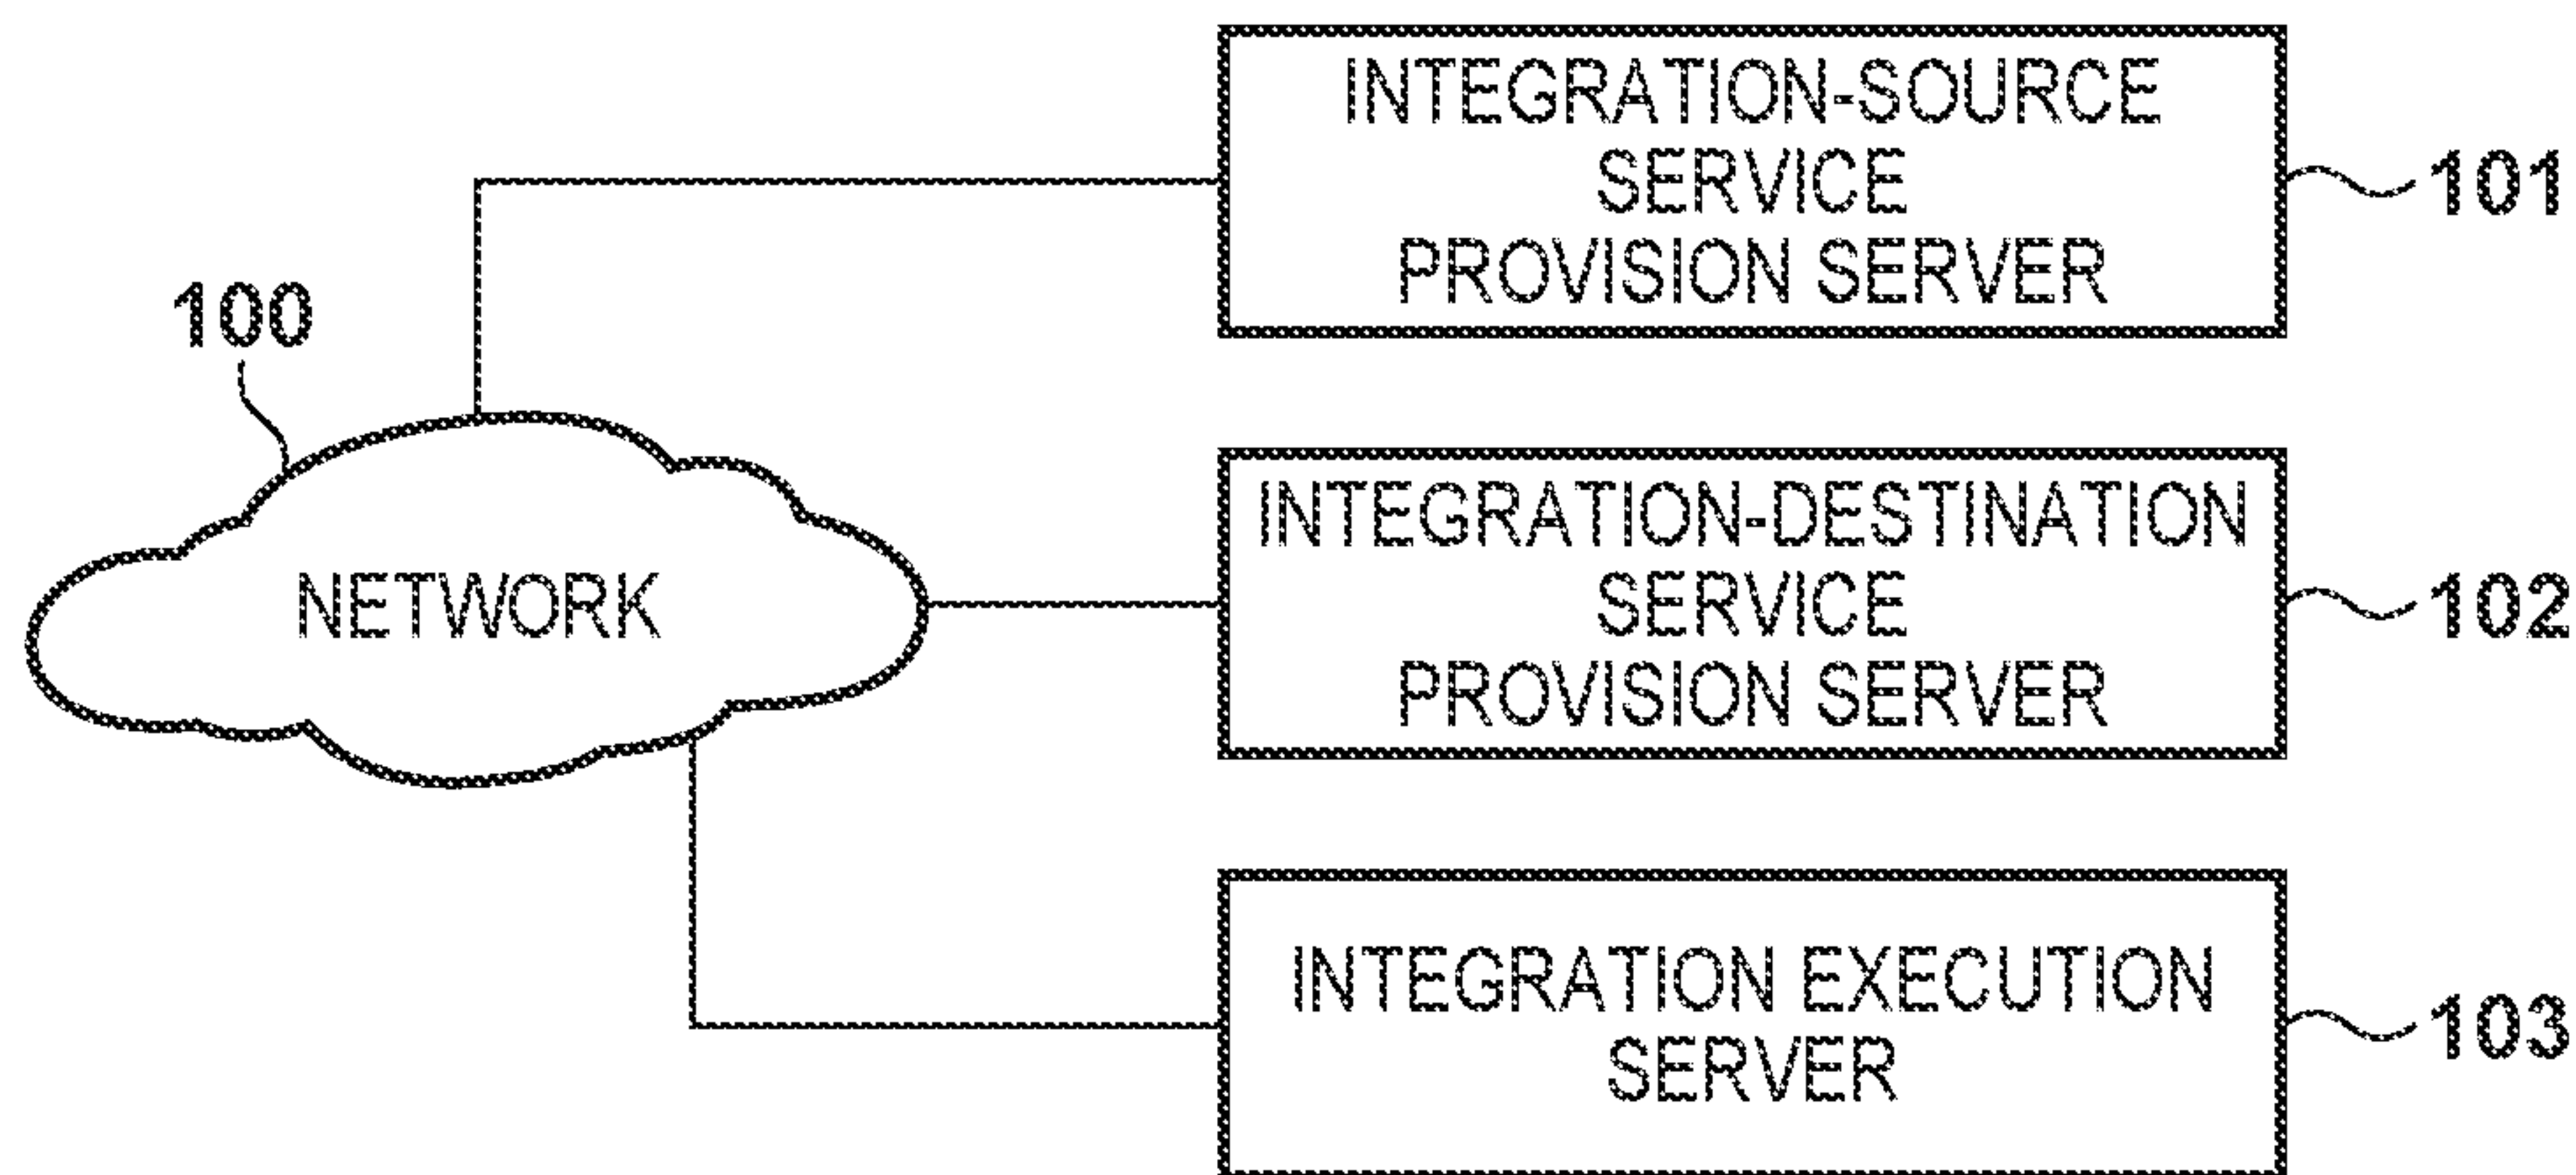 INTEGRATION-SOURCE
SERVICE
PROVISION SERVER
101
100
NETWORK
INTEGRATION-DESTINATION
SERVICE
PROVISION SERVER
102
INTEGRATION EXECUTION
SERVER
103